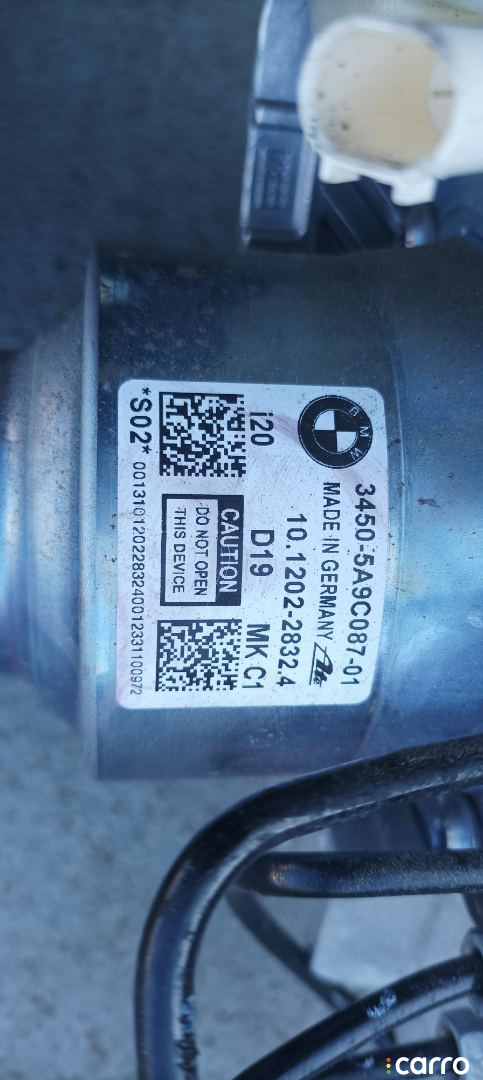 BMW
3450-5A9C087-01
MADE IN GERMANY Ate
10.1202-2832.4
i20 D19 MK C1
CAUTION
DO NOT OPEN
THIS DEVICE
*S02* 0013101202283240012331100972
carro